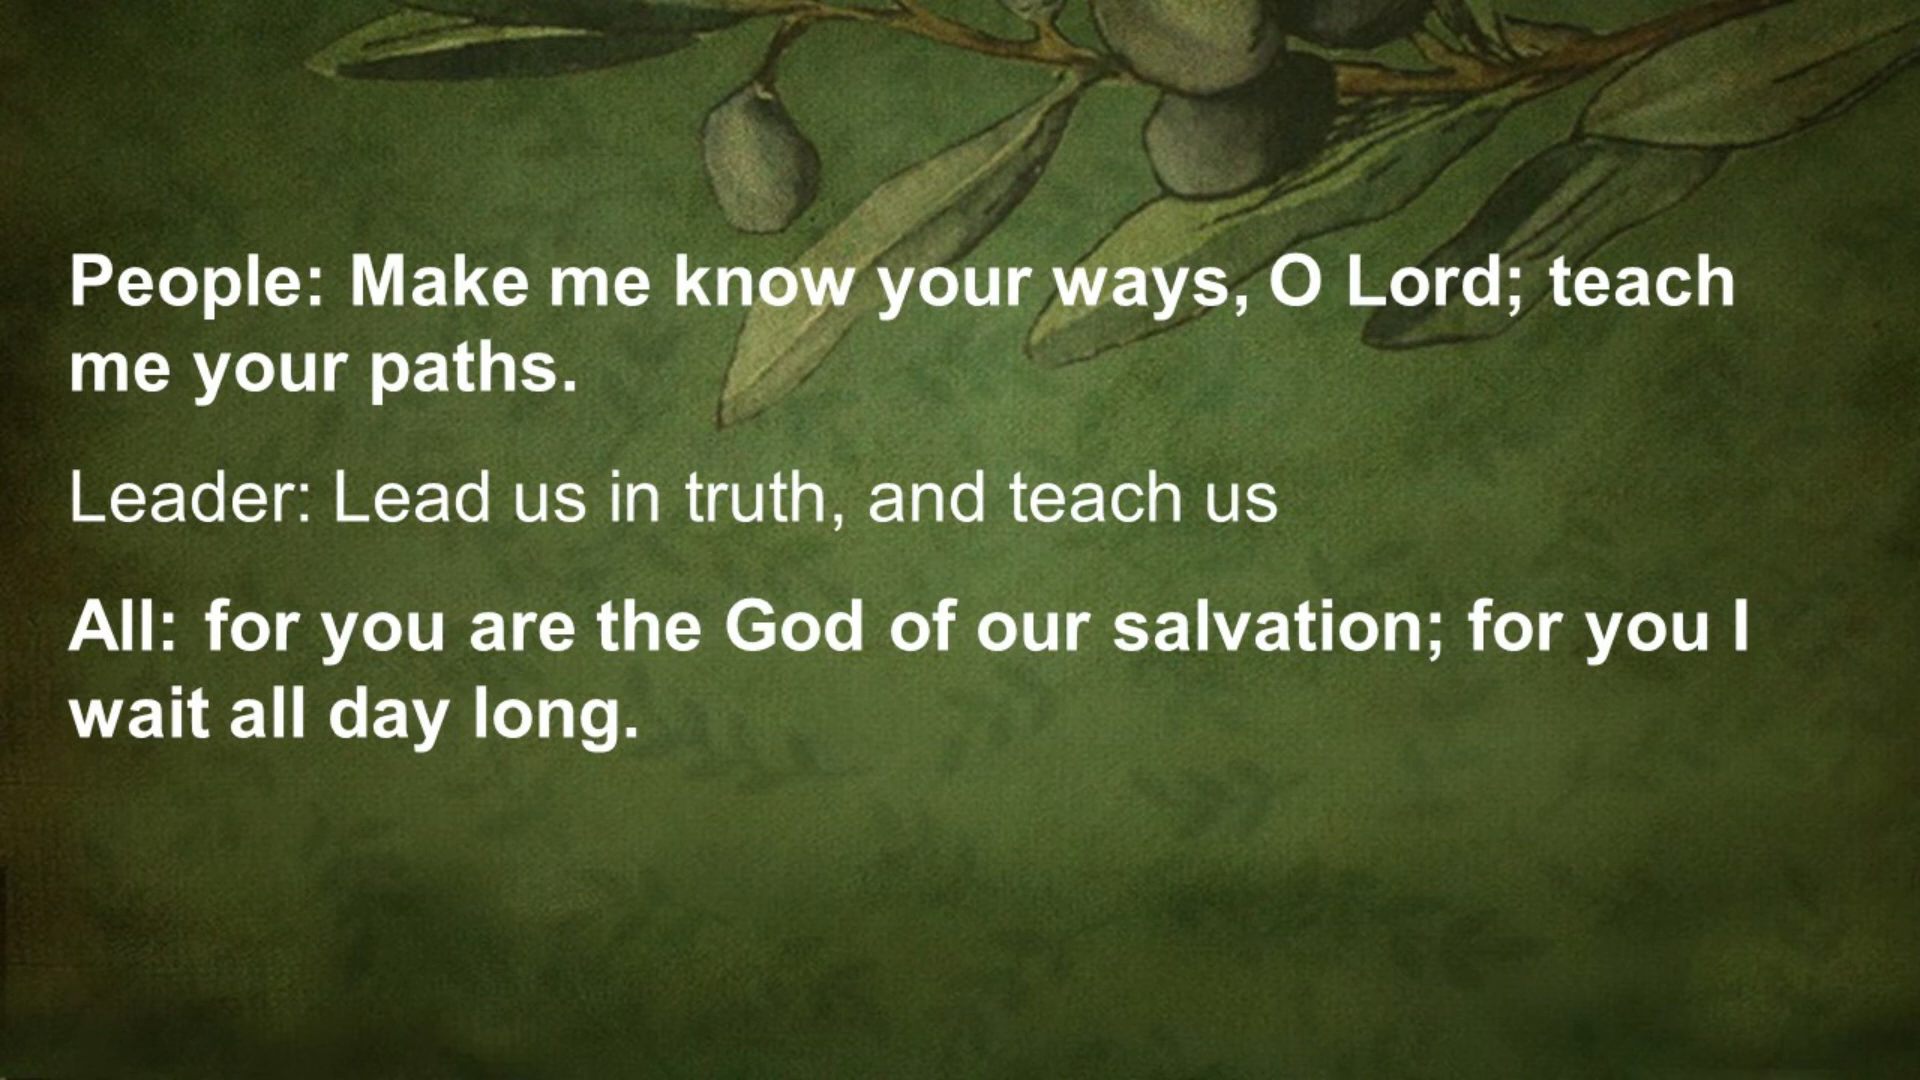 People: Make me know your ways, O Lord; teach
me your paths.
Leader: Lead us in truth, and teach us
All: for you are the God of our salvation; for you I
wait all day long.